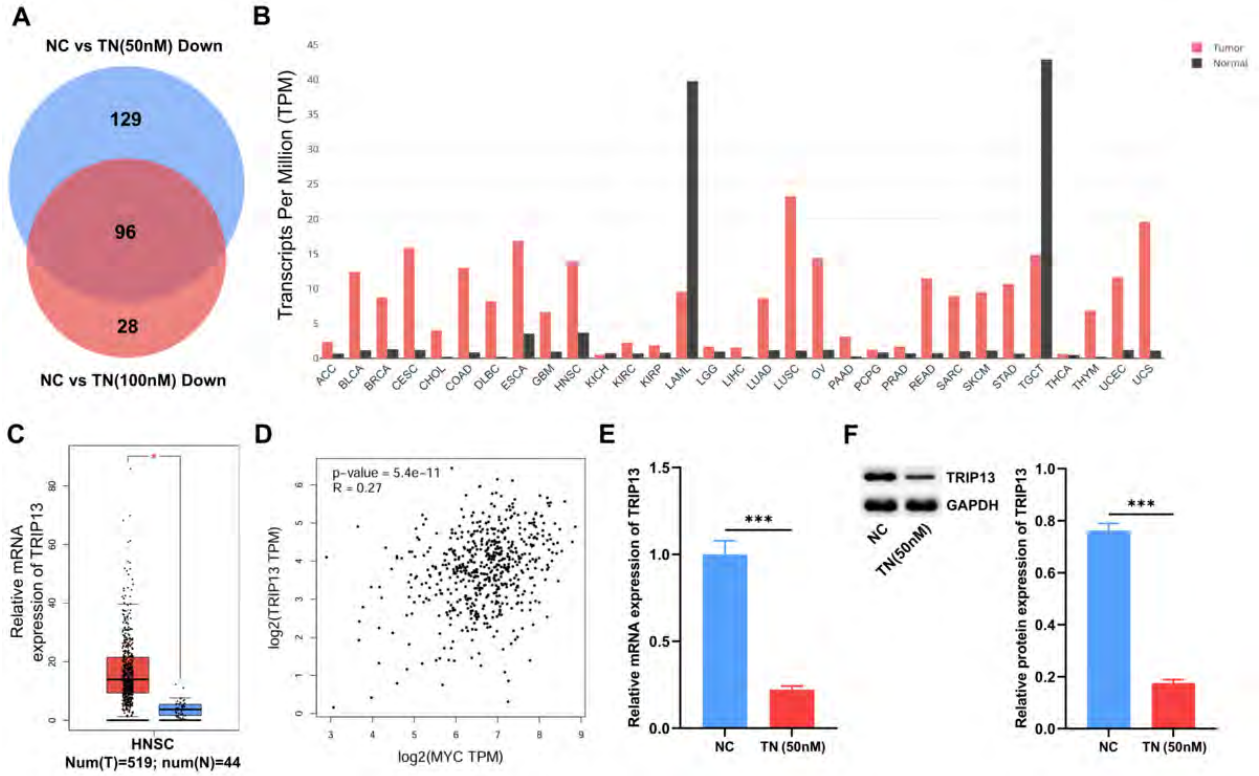 A
NC vs TN(50nM) Down
129
96
28
NC vs TN(100nM) Down
B
Transcripts Per Million (TPM)
45
40
35
30
25
20
15
10
5
0
ACC
BLCA
BRCA
CESC
CHOL
COAD
DLBC
ESCA
GBM
HNSC
KICH
KIRC
KIRP
LAML
LGG
LIHC
LUAD
LUSC
OV
PAAD
PCPG
PRAD
READ
SARC
SKCM
STAD
TGCT
THCA
THYM
UCEC
UCS
Tumor
Normal
C
Relative mRNA
expression of TRIP13
80
60
40
20
0
*
HNSC
Num(T)=519; num(N)=44
D
p-value = 5.4e-11
R = 0.27
log2(TRIP13 TPM)
6
5
4
3
2
1
0
3
4
5
6
7
8
9
log2(MYC TPM)
E
Relative mRNA expression of TRIP13
1.5
1.0
0.5
0.0
***
NC
TN (50nM)
F
TRIP13
GAPDH
NC
TN(50nM)
Relative protein expression of TRIP13
1.0
0.8
0.6
0.4
0.2
0.0
***
NC
TN (50nM)